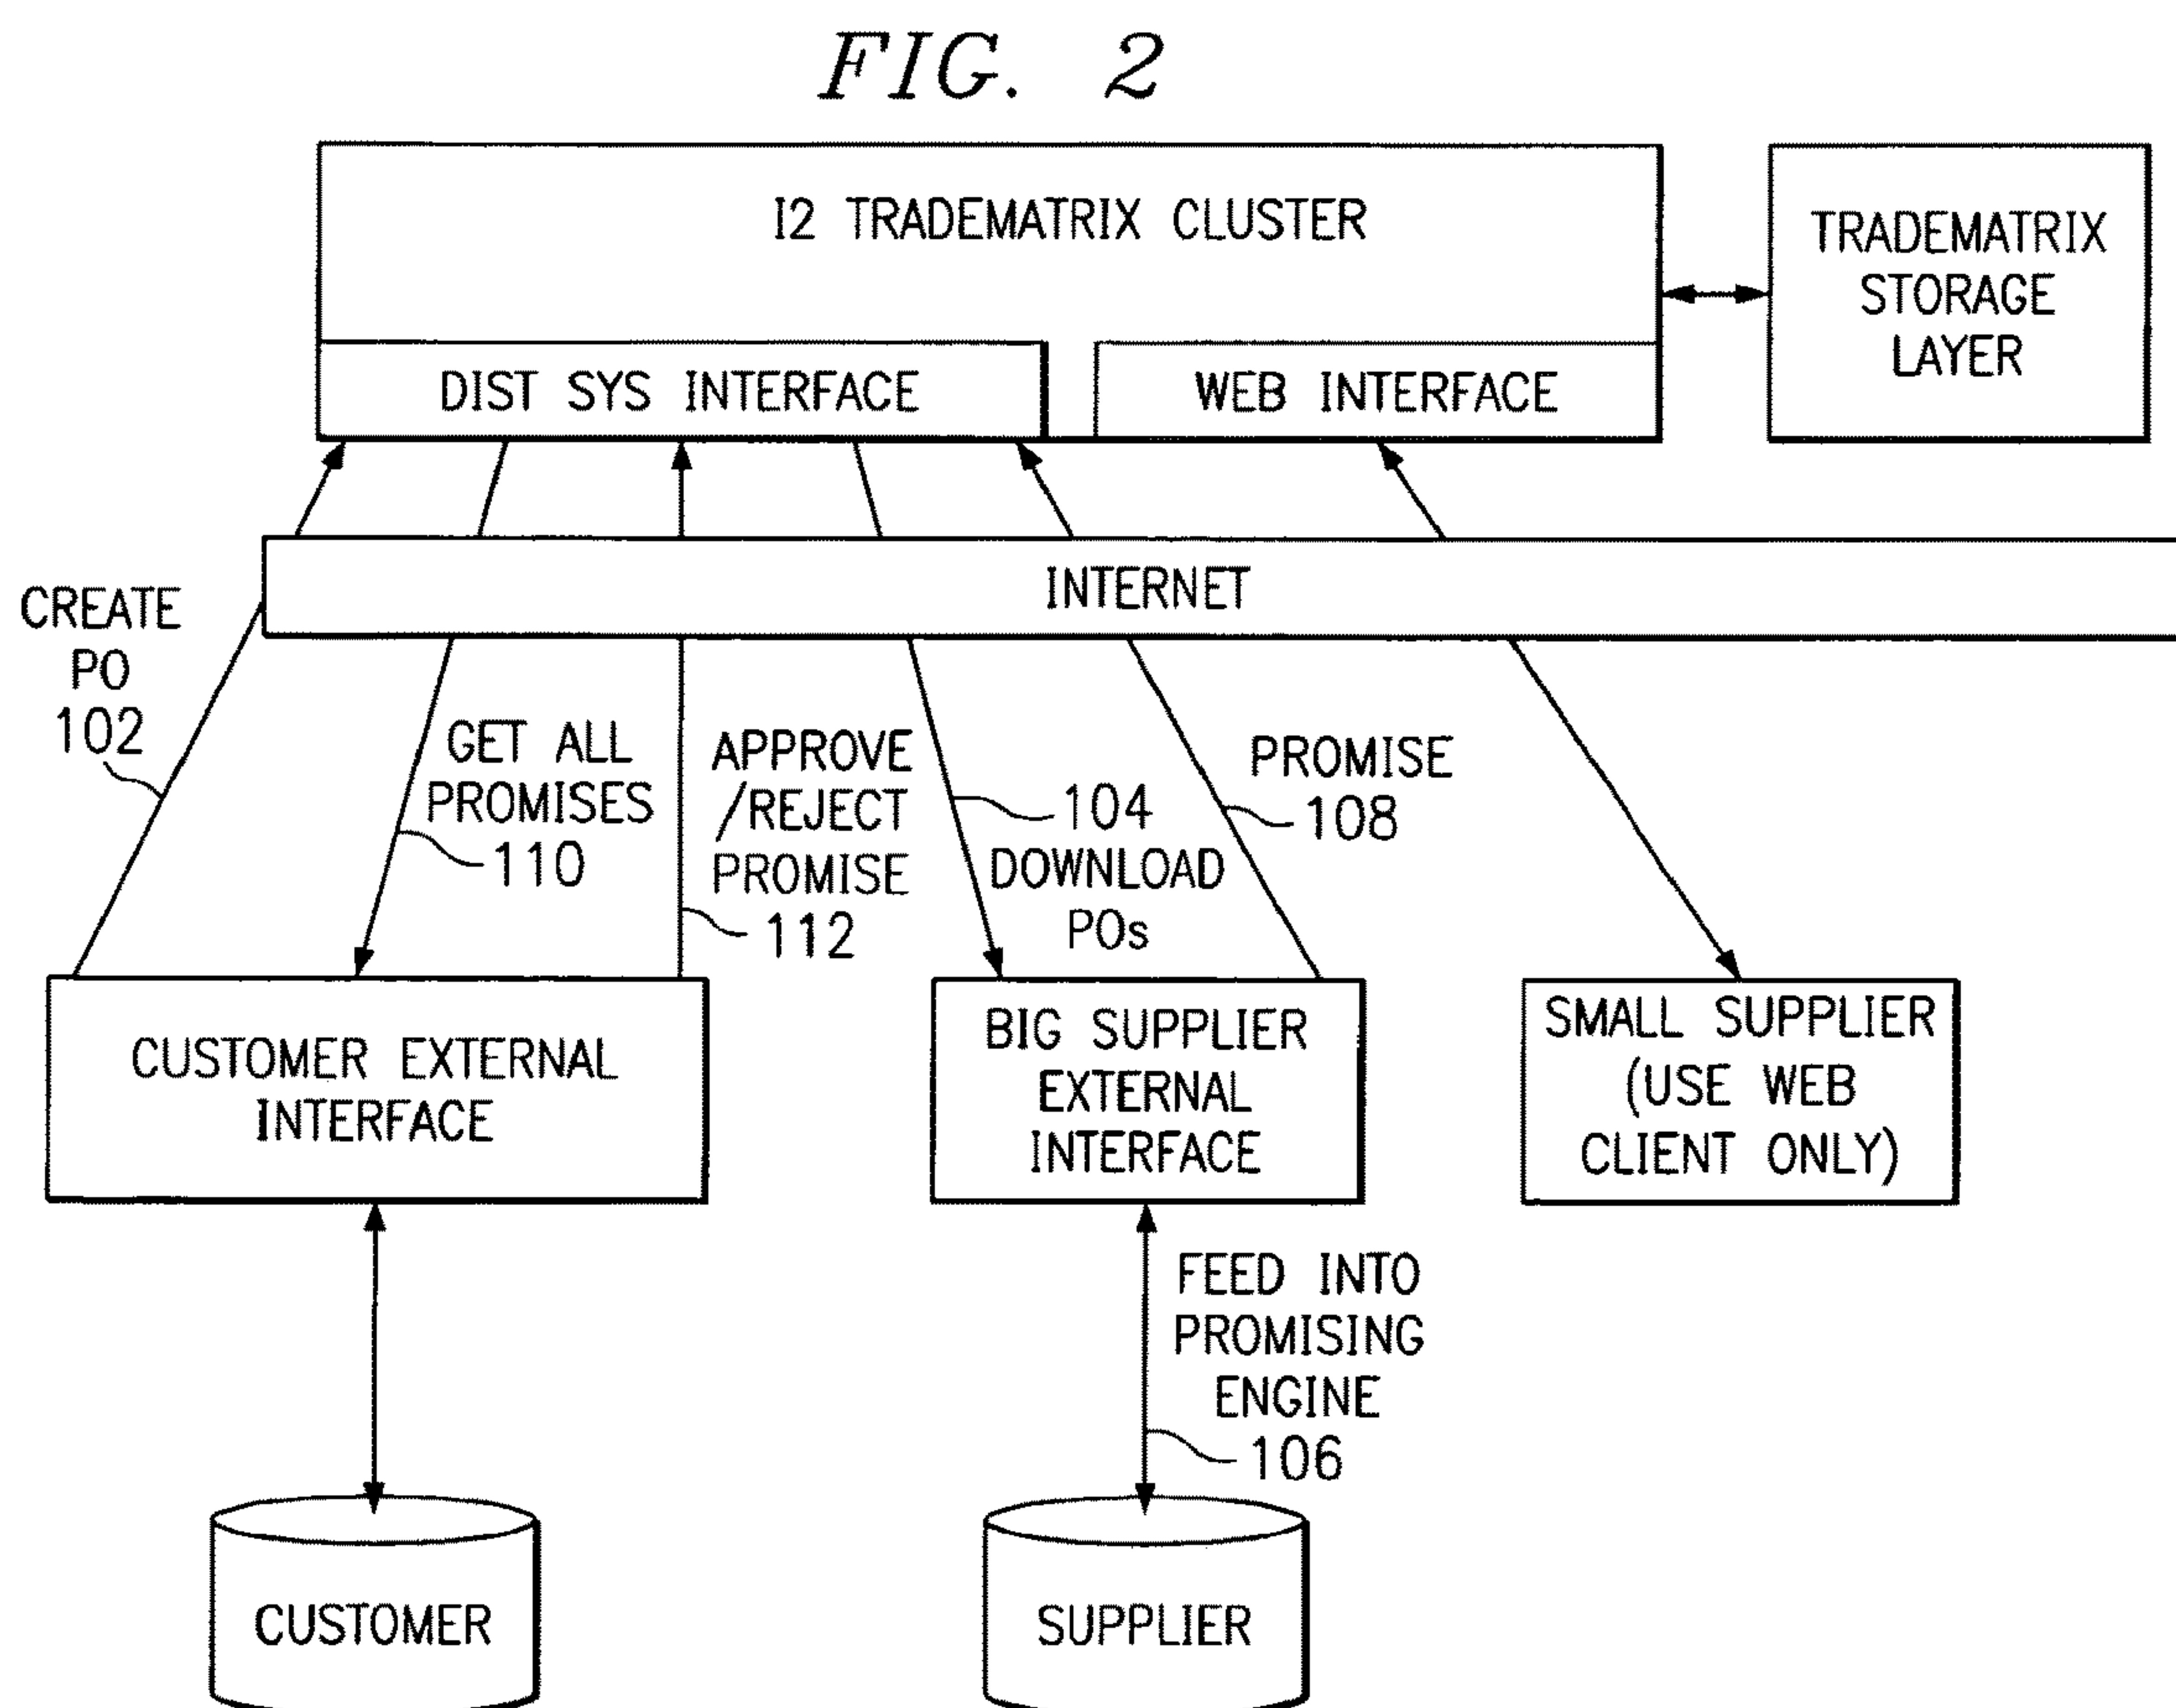 FIG. 2
I2 TRADEMATRIX CLUSTER
TRADEMATRIX
STORAGE
LAYER
DIST SYS INTERFACE
WEB INTERFACE
INTERNET
CREATE
PO
102
GET ALL
PROMISES
110
APPROVE
/REJECT
PROMISE
112
104
DOWNLOAD
POs
PROMISE
108
CUSTOMER EXTERNAL
INTERFACE
BIG SUPPLIER
EXTERNAL
INTERFACE
SMALL SUPPLIER
(USE WEB
CLIENT ONLY)
FEED INTO
PROMISING
ENGINE
106
CUSTOMER
SUPPLIER